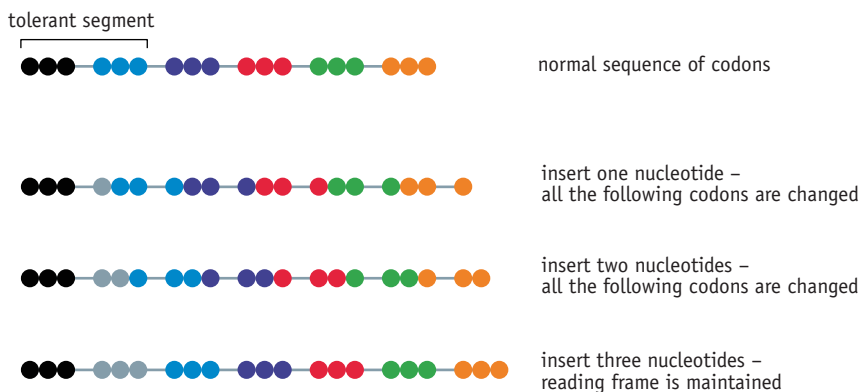 tolerant segment
normal sequence of codons
insert one nucleotide –
all the following codons are changed
insert two nucleotides –
all the following codons are changed
insert three nucleotides –
reading frame is maintained